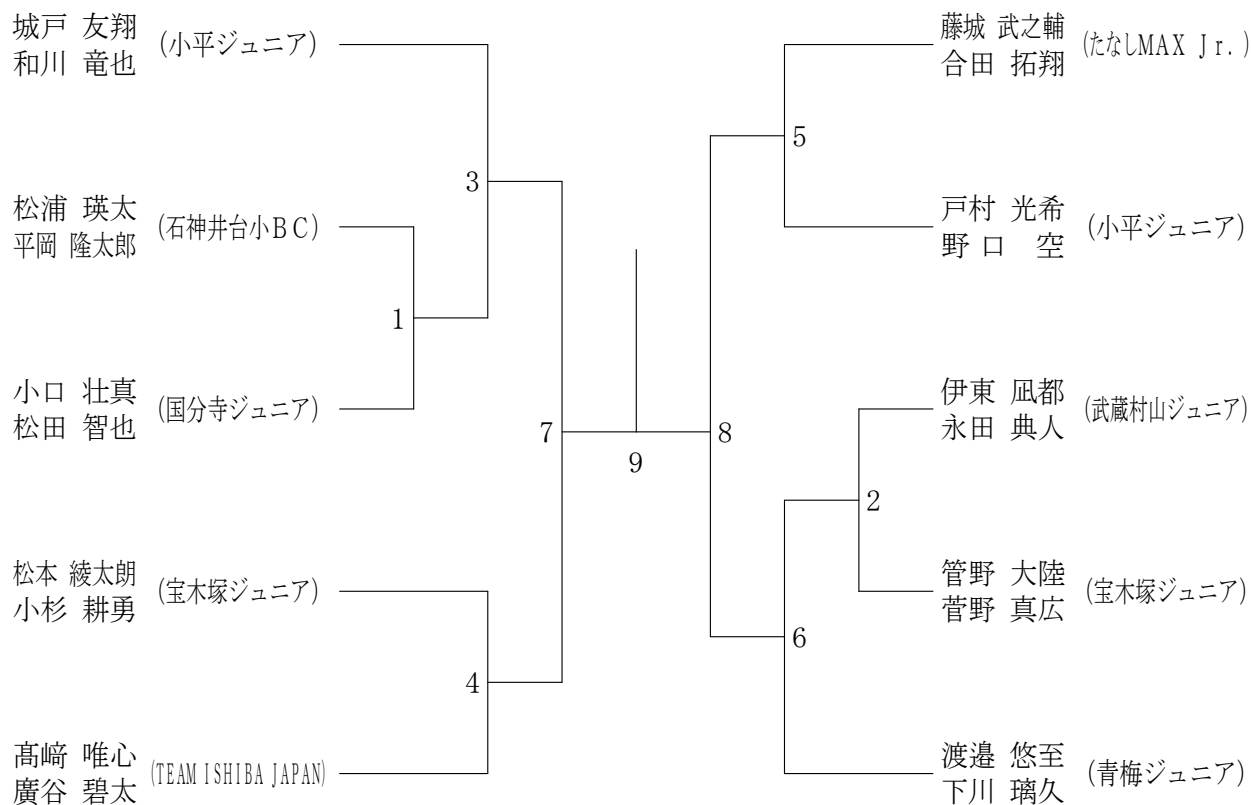 城戸 友翔
和川 竜也
(小平ジュニア)
松浦 瑛太
平岡 隆太郎
(石神井台小BC)
小口 壮真
松田 智也
(国分寺ジュニア)
松本 綾太朗
小杉 耕勇
(宝木塚ジュニア)
髙﨑 唯心
廣谷 碧太
(TEAM ISHIBA JAPAN)
3
1
7
4
9
藤城 武之輔
合田 拓翔
(たなしMAX Jr.)
戸村 光希
野口 空
(小平ジュニア)
伊東 凪都
永田 典人
(武蔵村山ジュニア)
管野 大陸
菅野 真広
(宝木塚ジュニア)
渡邉 悠至
下川 璃久
(青梅ジュニア)
5
8
2
6